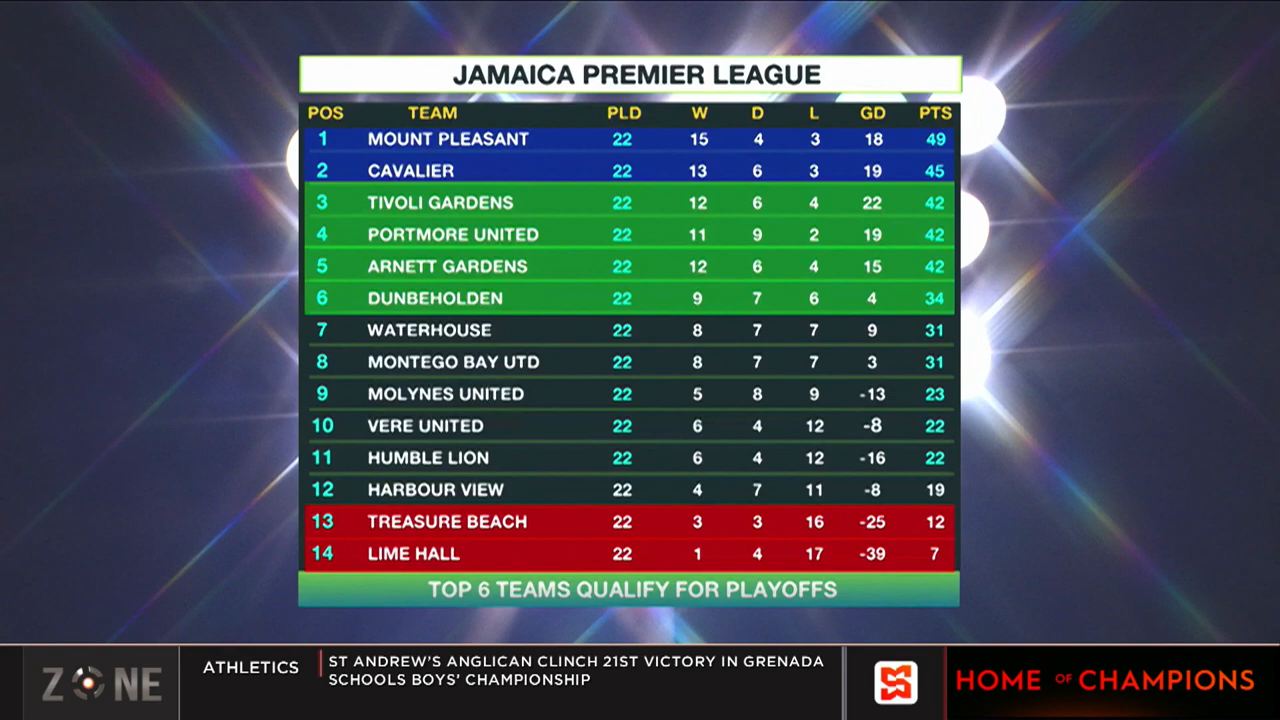 JAMAICA PREMIER LEAGUE
POS TEAM PLD W D L GD PTS
1 MOUNT PLEASANT 22 15 4 3 18 49
2 CAVALIER 22 13 6 3 19 45
3 TIVOLI GARDENS 22 12 6 4 22 42
4 PORTMORE UNITED 22 11 9 2 19 42
5 ARNETT GARDENS 22 12 6 4 15 42
6 DUNBEHOLDEN 22 9 7 6 4 34
7 WATERHOUSE 22 8 7 7 9 31
8 MONTEGO BAY UTD 22 8 7 7 3 31
9 MOLYNES UNITED 22 5 8 9 -13 23
10 VERE UNITED 22 6 4 12 -8 22
11 HUMBLE LION 22 6 4 12 -16 22
12 HARBOUR VIEW 22 4 7 11 -8 19
13 TREASURE BEACH 22 3 3 16 -25 12
14 LIME HALL 22 1 4 17 -39 7
TOP 6 TEAMS QUALIFY FOR PLAYOFFS
ZONE
ATHLETICS
ST ANDREW'S ANGLICAN CLINCH 21ST VICTORY IN GRENADA
SCHOOLS BOYS' CHAMPIONSHIP
HOME OF CHAMPIONS